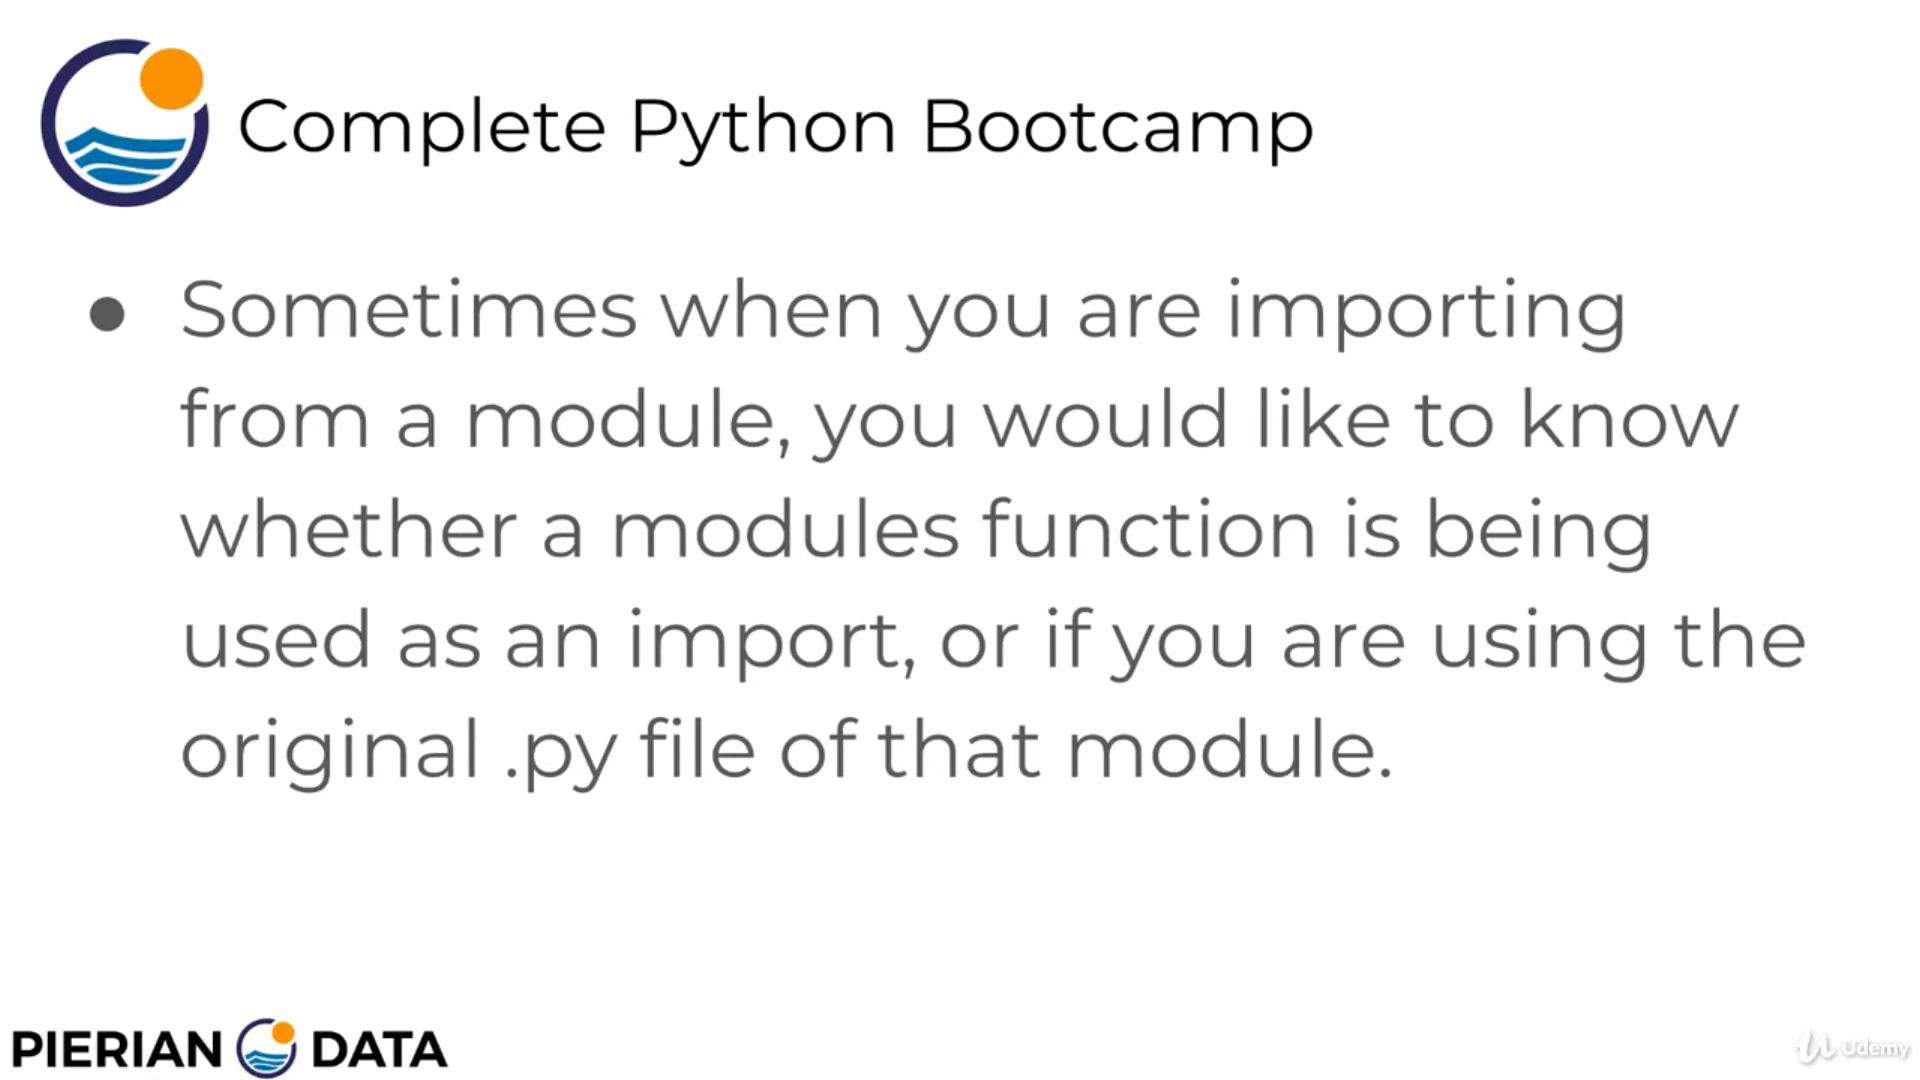 Complete Python Bootcamp
● Sometimes when you are importing
from a module, you would like to know
whether a modules function is being
used as an import, or if you are using the
original .py file of that module.
PIERIAN DATA
Udemy